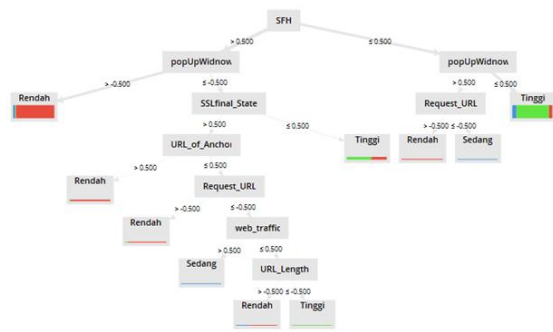 SFH
> 0.500
≤ 0.500
popUpWidnow
popUpWidnow
> -0.500
≤ -0.500
> 0.500
≤ 0.500
Rendah
SSLfinal_State
Request_URL
Tinggi
> 0.500
≤ 0.500
> -0.500
≤ -0.500
URL_of_Anchor
Tinggi
Rendah
Sedang
> 0.500
≤ 0.500
Rendah
Request_URL
> -0.500
≤ -0.500
Rendah
web_traffic
> 0.500
≤ 0.500
Sedang
URL_Length
> -0.500
≤ -0.500
Rendah
Tinggi